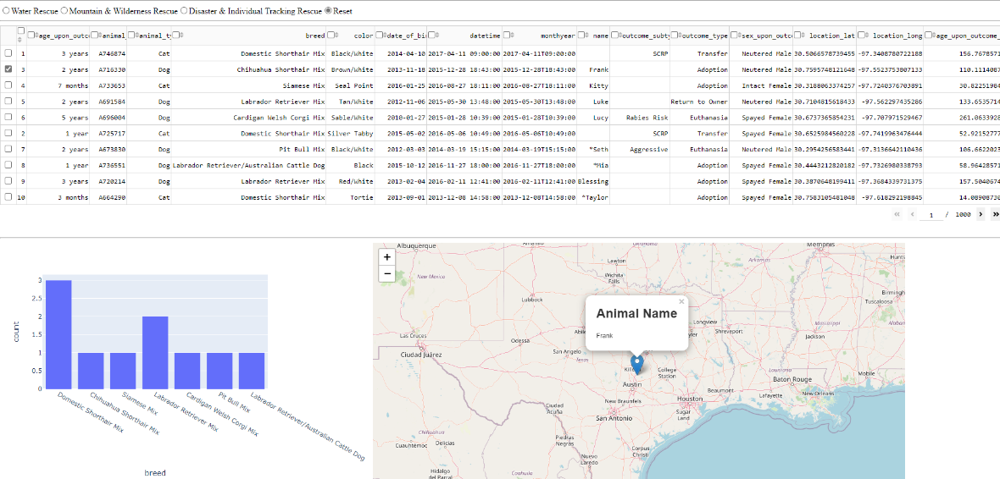 Water Rescue Mountain & Wilderness Rescue Disaster & Individual Tracking Rescue Reset
age_upon_outco animal animal_ty breed color date_of_bi datetime monthyear name outcome_subty outcome_type sex_upon_outco location_lat location_long age_upon_outcome_
1 3 years A746874 Cat Domestic Shorthair Mix Black/White 2014-04-10 2017-04-11 09:00:00 2017-04-11T09:00:00 SCRP Transfer Neutered Male 30.5066578739455 -97.3408780722188 156.7678571
3 2 years A716330 Dog Chihuahua Shorthair Mix Brown/White 2013-11-18 2015-12-28 18:43:00 2015-12-28T18:43:00 Frank Adoption Neutered Male 30.7595748121648 -97.5523753807133 110.1114087
4 7 months A733653 Cat Siamese Mix Seal Point 2016-01-25 2016-08-27 18:11:00 2016-08-27T18:11:00 Kitty Adoption Intact Female 30.3188063374257 -97.7240376703891 30.82251984
5 2 years A691584 Dog Labrador Retriever Mix Tan/White 2012-11-06 2015-05-30 13:48:00 2015-05-30T13:48:00 Luke Return to Owner Neutered Male 30.7104815618433 -97.562297435286 133.6535714
6 5 years A696004 Dog Cardigan Welsh Corgi Mix Sable/White 2010-01-27 2015-01-28 10:39:00 2015-01-28T10:39:00 Lucy Rabies Risk Euthanasia Spayed Female 30.6737365854231 -97.707971529467 261.0633928
2 1 year A725717 Cat Domestic Shorthair Mix Silver Tabby 2015-05-02 2016-05-06 10:49:00 2016-05-06T10:49:00 SCRP Transfer Spayed Female 30.6525984560228 -97.7419963476444 52.92152777
7 2 years A673830 Dog Pit Bull Mix Black/White 2012-03-03 2014-03-19 15:15:00 2014-03-19T15:15:00 *Seth Aggressive Euthanasia Neutered Male 30.2954256583441 -97.3136642110436 106.6622023
8 1 year A736551 Dog Labrador Retriever/Australian Cattle Dog Black 2015-10-12 2016-11-27 18:00:00 2016-11-27T18:00:00 *Mia Adoption Spayed Female 30.4443212820182 -97.7326980338793 58.96428571
9 3 years A720214 Dog Labrador Retriever Mix Red/White 2013-02-04 2016-02-11 12:41:00 2016-02-11T12:41:00 Blessing Adoption Spayed Female 30.3870648199411 -97.3684339731375 157.5040674
10 3 months A664290 Cat Domestic Shorthair Mix Tortie 2013-09-01 2013-12-08 14:58:00 2013-12-08T14:58:00 *Taylor Adoption Spayed Female 30.7583105481048 -97.618292198845 14.08908730
« ‹ 1 / 1000 › »
3
2.5
2
1.5
1
0.5
0
count
Domestic Shorthair Mix
Chihuahua Shorthair Mix
Siamese Mix
Labrador Retriever Mix
Cardigan Welsh Corgi Mix
Pit Bull Mix
Labrador Retriever/Australian Cattle Dog
breed
+
−
Albuquerque
Oklahoma
Memphis
Arkansas
Hunts
New Mexico
Lawton
Wichita
Falls
Birmingh
Lubbock
Tuscaloosa
×
Animal Name
Frank
Longview
Shreveport
Mississippi
Alabam
Las Cruces
Abile
yler
Jackson
Odessa
Ciudad Juárez
San Angelo
Texas
Killee
College
Station
Louisiana
Mobile
Austin
Baton Rouge
Beaumont
Lafayette
New Orleans
New Braunfels
Houston
Ciudad
Acuña
Sugar
Land
San Antonio
Chihuahua
Piedras
Negras
Cuauhtémoc
Delicias
Corpus
Christi
Nuevo
Laredo
Hidalgo
del Parral
Coahuila